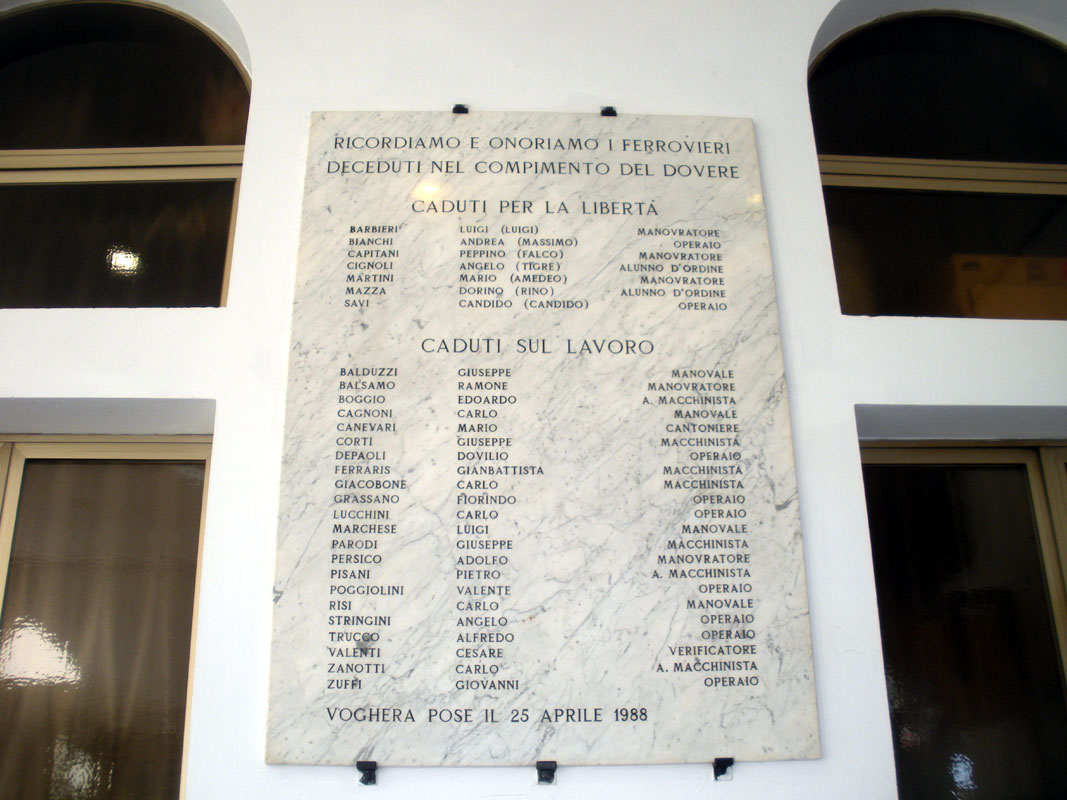 RICORDIAMO E ONORIAMO I FERROVIERI
DECEDUTI NEL COMPIMENTO DEL DOVERE
CADUTI PER LA LIBERTÁ
BARBIERI LUIGI (LUIGI) MANOVRATORE
BIANCHI ANDREA (MASSIMO) OPERAIO
CAPITANI PEPPINO (FALCO) MANOVRATORE
CIGNOLI ANGELO (TIGRE) ALUNNO D'ORDINE
MARTINI MARIO (AMEDEO) MANOVRATORE
MAZZA DORINO (RINO) ALUNNO D'ORDINE
SAVI CANDIDO (CANDIDO) OPERAIO
CADUTI SUL LAVORO
BALDUZZI GIUSEPPE MANOVALE
BALSAMO RAMONE MANOVRATORE
BOGGIO EDOARDO A. MACCHINISTA
CAGNONI CARLO MANOVALE
CANEVARI MARIO CANTONIERE
CORTI GIUSEPPE MACCHINISTA
DEPAOLI DOVILIO OPERAIO
FERRARIS GIANBATTISTA MACCHINISTA
GIACOBONE CARLO MACCHINISTA
GRASSANO FIORINDO OPERAIO
LUCCHINI CARLO OPERAIO
MARCHESE LUIGI MANOVALE
PARODI GIUSEPPE MACCHINISTA
PERSICO ADOLFO MANOVRATORE
PISANI PIETRO A. MACCHINISTA
POGGIOLINI VALENTE OPERAIO
RISI CARLO MANOVALE
STRINGINI ANGELO OPERAIO
TRUCCO ALFREDO OPERAIO
VALENTI CESARE VERIFICATORE
ZANOTTI CARLO A. MACCHINISTA
ZUFFI GIOVANNI OPERAIO
VOGHERA POSE IL 25 APRILE 1988